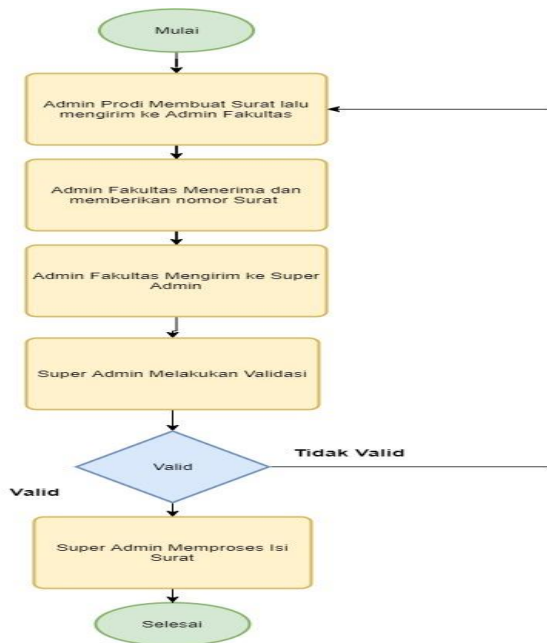 Mulai
Admin Prodi Membuat Surat lalu
mengirim ke Admin Fakultas
Admin Fakultas Menerima dan
memberikan nomor Surat
Admin Fakultas Mengirim ke Super
Admin
Super Admin Melakukan Validasi
Valid
Tidak Valid
Valid
Super Admin Memproses Isi
Surat
Selesai